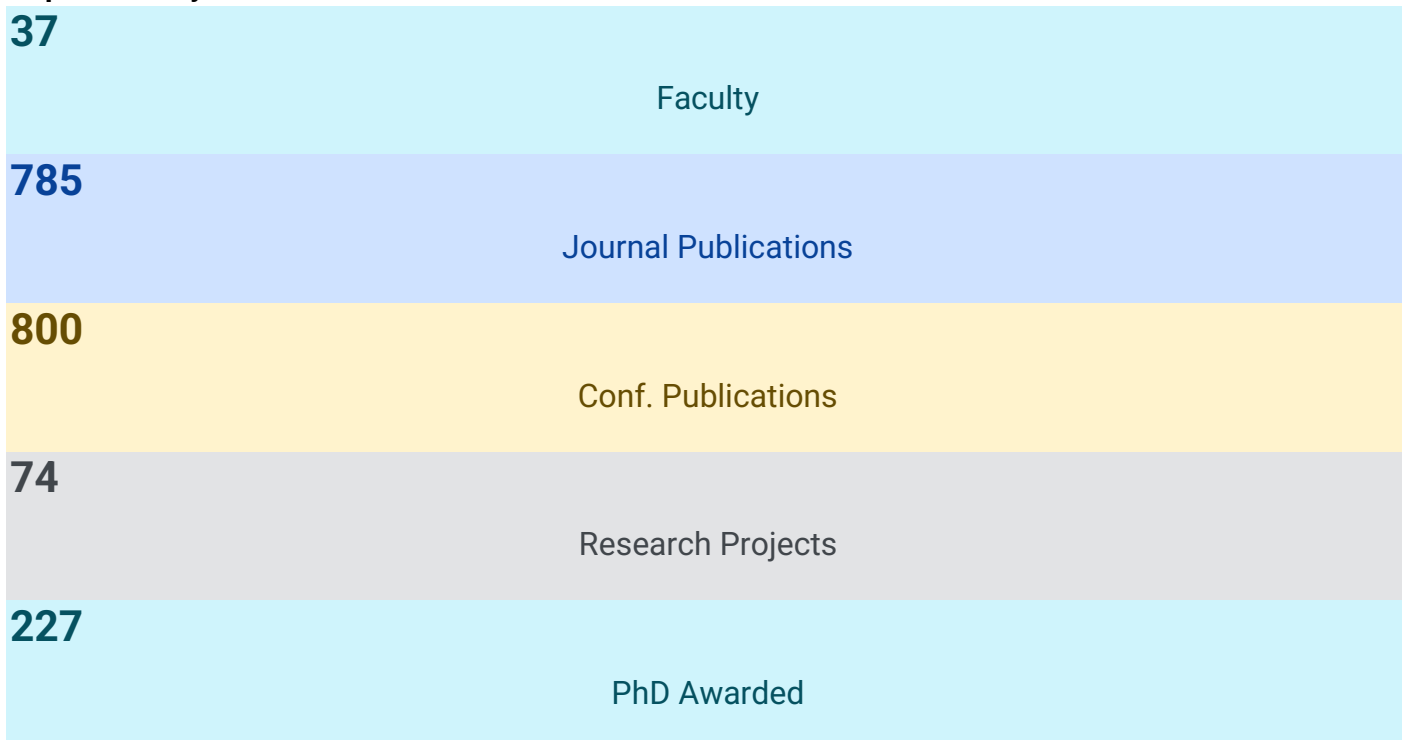 37
Faculty
785
Journal Publications
800
Conf. Publications
74
Research Projects
227
PhD Awarded